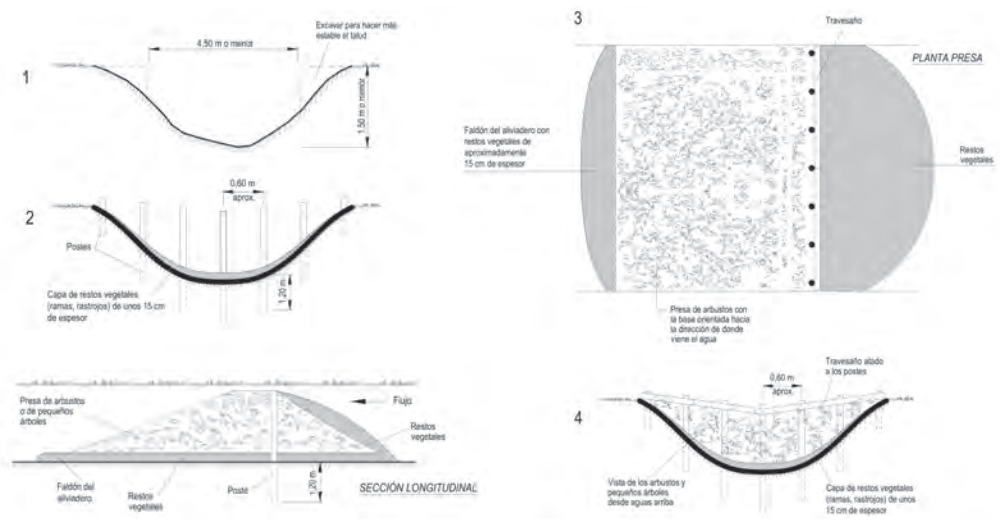 1
4,50 m o menor
Excavar para hacer más
estable el talud
1,50 m o menor
2
0,60 m
aprox.
Postes
1,20 m
Capa de restos vegetales
(ramas, rastrojos) de unos 15 cm
de espesor
Presa de arbustos
o de pequeños
árboles
Flujo
Restos
vegetales
Faldón del
aliviadero
Restos
vegetales
Poste
1,20 m
SECCIÓN LONGITUDINAL
3
Travesaño
PLANTA PRESA
Faldón del aliviadero con
restos vegetales de
aproximadamente
15 cm de espesor
Restos
vegetales
Presa de arbustos con
la base orientada hacia
la dirección de donde
viene el agua
4
0,60 m
aprox.
Travesaño atado
a los postes
Vista de los arbustos y
pequeños árboles
desde aguas arriba
Capa de restos vegetales
(ramas, rastrojos) de unos
15 cm de espesor